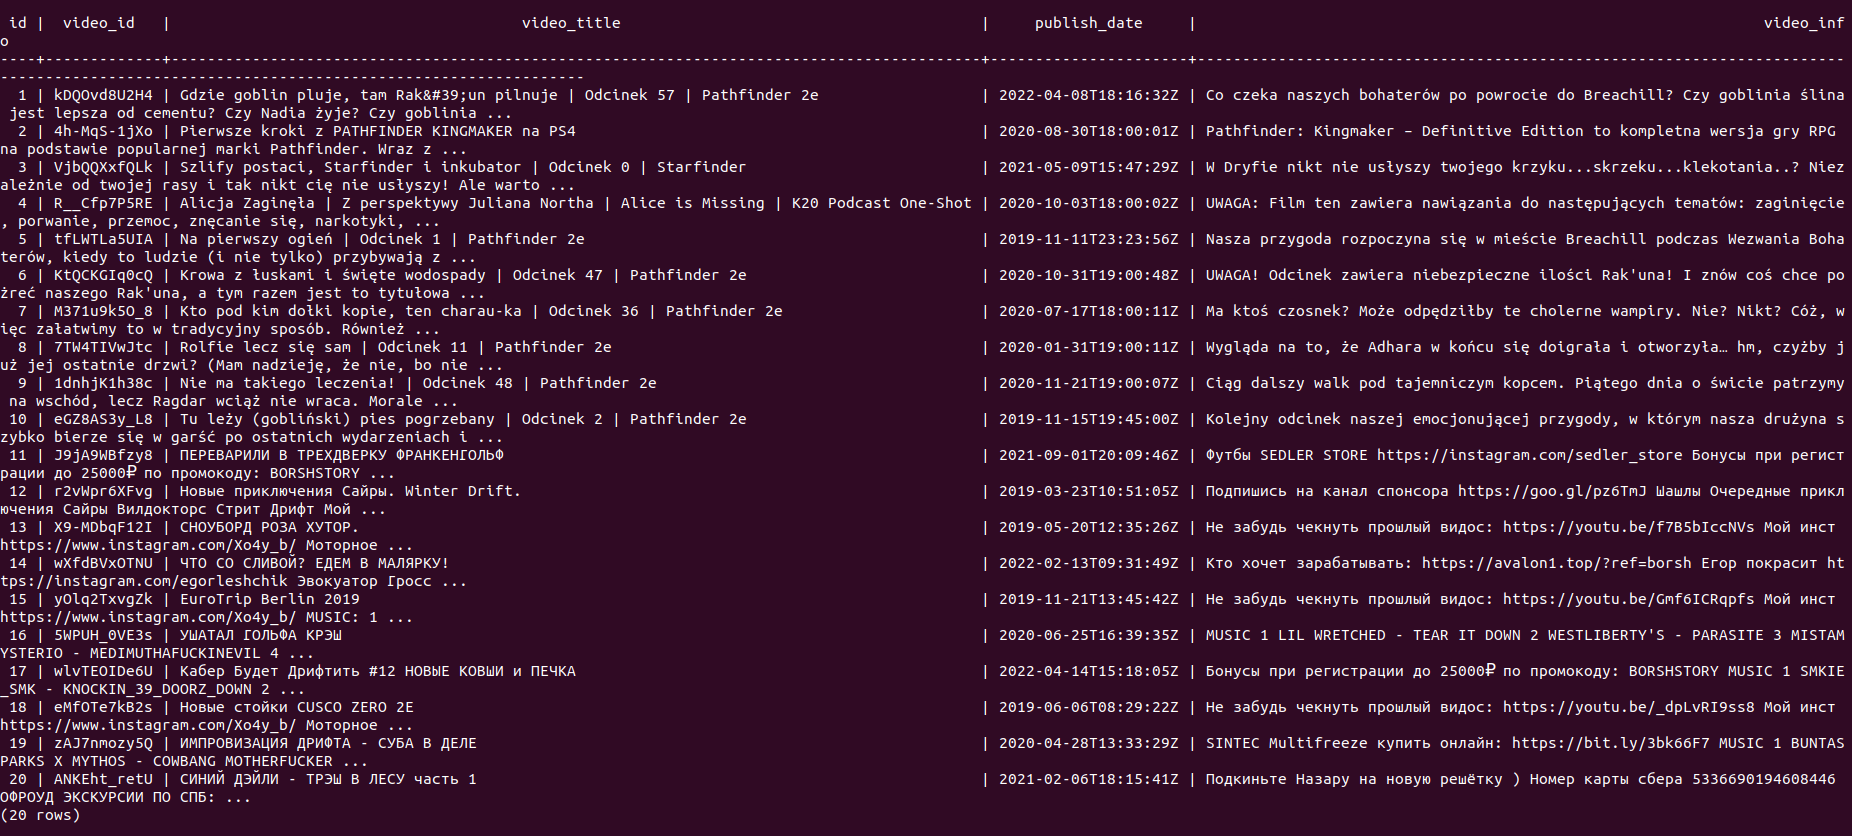 id | video_id | video_title | publish_date | video_inf
o
----+-------------+------------------------------------------------------------------------------------------+----------------------+------------------------------------------------------------------------
-----------------------------------------------------------------
1 | kDQOvd8U2H4 | Gdzie goblin pluje, tam Rak&#39;un pilnuje | Odcinek 57 | Pathfinder 2e | 2022-04-08T18:16:32Z | Co czeka naszych bohaterów po powrocie do Breachill? Czy goblinia ślina
jest lepsza od cementu? Czy Nadia żyje? Czy goblinia ...
2 | 4h-MqS-1jXo | Pierwsze kroki z PATHFINDER KINGMAKER na PS4 | 2020-08-30T18:00:01Z | Pathfinder: Kingmaker – Definitive Edition to kompletna wersja gry RPG
na podstawie popularnej marki Pathfinder. Wraz z ...
3 | VjbQQXxfQLk | Szlify postaci, Starfinder i inkubator | Odcinek 0 | Starfinder | 2021-05-09T15:47:29Z | W Dryfie nikt nie usłyszy twojego krzyku...skrzeku...klekotania..? Niez
ależnie od twojej rasy i tak nikt cię nie usłyszy! Ale warto ...
4 | R__Cfp7P5RE | Alicja Zaginęła | Z perspektywy Juliana Northa | Alice is Missing | K20 Podcast One-Shot | 2020-10-03T18:00:02Z | UWAGA: Film ten zawiera nawiązania do następujących tematów: zaginięcie
, porwanie, przemoc, znęcanie się, narkotyki, ...
5 | tfLWTLa5UIA | Na pierwszy ogień | Odcinek 1 | Pathfinder 2e | 2019-11-11T23:23:56Z | Nasza przygoda rozpoczyna się w mieście Breachill podczas Wezwania Boha
terów, kiedy to ludzie (i nie tylko) przybywają z ...
6 | KtQCKGIq0cQ | Krowa z łuskami i święte wodospady | Odcinek 47 | Pathfinder 2e | 2020-10-31T19:00:48Z | UWAGA! Odcinek zawiera niebezpieczne ilości Rak'una! I znów coś chce po
żreć naszego Rak'una, a tym razem jest to tytułowa ...
7 | M371u9k5O_8 | Kto pod kim dołki kopie, ten charau-ka | Odcinek 36 | Pathfinder 2e | 2020-07-17T18:00:11Z | Ma ktoś czosnek? Może odpędziłby te cholerne wampiry. Nie? Nikt? Cóż, w
ięc załatwimy to w tradycyjny sposób. Również ...
8 | 7TW4TIVwJtc | Rolfie lecz się sam | Odcinek 11 | Pathfinder 2e | 2020-01-31T19:00:11Z | Wygląda na to, że Adhara w końcu się doigrała i otworzyła… hm, czyżby j
uż jej ostatnie drzwi? (Mam nadzieję, że nie, bo nie ...
9 | 1dnhjK1h38c | Nie ma takiego leczenia! | Odcinek 48 | Pathfinder 2e | 2020-11-21T19:00:07Z | Ciąg dalszy walk pod tajemniczym kopcem. Piątego dnia o świcie patrzymy
na wschód, lecz Ragdar wciąż nie wraca. Morale ...
10 | eGZ8AS3y_L8 | Tu leży (gobliński) pies pogrzebany | Odcinek 2 | Pathfinder 2e | 2019-11-15T19:45:00Z | Kolejny odcinek naszej emocjonującej przygody, w którym nasza drużyna s
zybko bierze się w garść po ostatnich wydarzeniach i ...
11 | J9jA9WBfzy8 | ПЕРЕВАРИЛИ В ТРЕХДВЕРКУ ФРАНКЕНГОЛЬФ | 2021-09-01T20:09:46Z | Футбы SEDLER STORE https://instagram.com/sedler_store Бонусы при регист
рации до 25000₽ по промокоду: BORSHSTORY ...
12 | r2vWpr6XFvg | Новые приключения Сайры. Winter Drift. | 2019-03-23T10:51:05Z | Подпишись на канал спонсора https://goo.gl/pz6TmJ Шашлы Очередные прикл
ючения Сайры Вилдокторс Стрит Дрифт Мой ...
13 | X9-MDbqF12I | СНОУБОРД РОЗА ХУТОР. | 2019-05-20T12:35:26Z | Не забудь чекнуть прошлый видос: https://youtu.be/f7B5bIccNVs Мой инст
https://www.instagram.com/Xo4y_b/ Моторное ...
14 | wXfdBVxOTNU | ЧТО СО СЛИВОЙ? ЕДЕМ В МАЛЯРКУ! | 2022-02-13T09:31:49Z | Кто хочет зарабатывать: https://avalon1.top/?ref=borsh Егор покрасит ht
tps://instagram.com/egorleshchik Эвокуатор Гросс ...
15 | yOlq2TxvgZk | EuroTrip Berlin 2019 | 2019-11-21T13:45:42Z | Не забудь чекнуть прошлый видос: https://youtu.be/Gmf6ICRqpfs Мой инст
https://www.instagram.com/Xo4y_b/ MUSIC: 1 ...
16 | 5WPUH_0VE3s | УШАТАЛ ГОЛЬФА КРЭШ | 2020-06-25T16:39:35Z | MUSIC 1 LIL WRETCHED - TEAR IT DOWN 2 WESTLIBERTY'S - PARASITE 3 MISTAM
YSTERIO - MEDIMUTHAFUCKINEVIL 4 ...
17 | wlvTEOIDe6U | Кабер Будет Дрифтить #12 НОВЫЕ КОВШИ и ПЕЧКА | 2022-04-14T15:18:05Z | Бонусы при регистрации до 25000₽ по промокоду: BORSHSTORY MUSIC 1 SMKIE
_SMK - KNOCKIN_39_DOORZ_DOWN 2 ...
18 | eMfOTe7kB2s | Новые стойки CUSCO ZERO 2E | 2019-06-06T08:29:22Z | Не забудь чекнуть прошлый видос: https://youtu.be/_dpLvRI9ss8 Мой инст
https://www.instagram.com/Xo4y_b/ Моторное ...
19 | zAJ7nmozy5Q | ИМПРОВИЗАЦИЯ ДРИФТА - СУБА В ДЕЛЕ | 2020-04-28T13:33:29Z | SINTEC Multifreeze купить онлайн: https://bit.ly/3bk66F7 MUSIC 1 BUNTAS
PARKS X MYTHOS - COWBANG MOTHERFUCKER ...
20 | ANKEht_retU | СИНИЙ ДЭЙЛИ - ТРЭШ В ЛЕСУ часть 1 | 2021-02-06T18:15:41Z | Подкиньте Назару на новую решётку ) Номер карты сбера 5336690194608446
ОФРОУД ЭКСКУРСИИ ПО СПБ: ...
(20 rows)